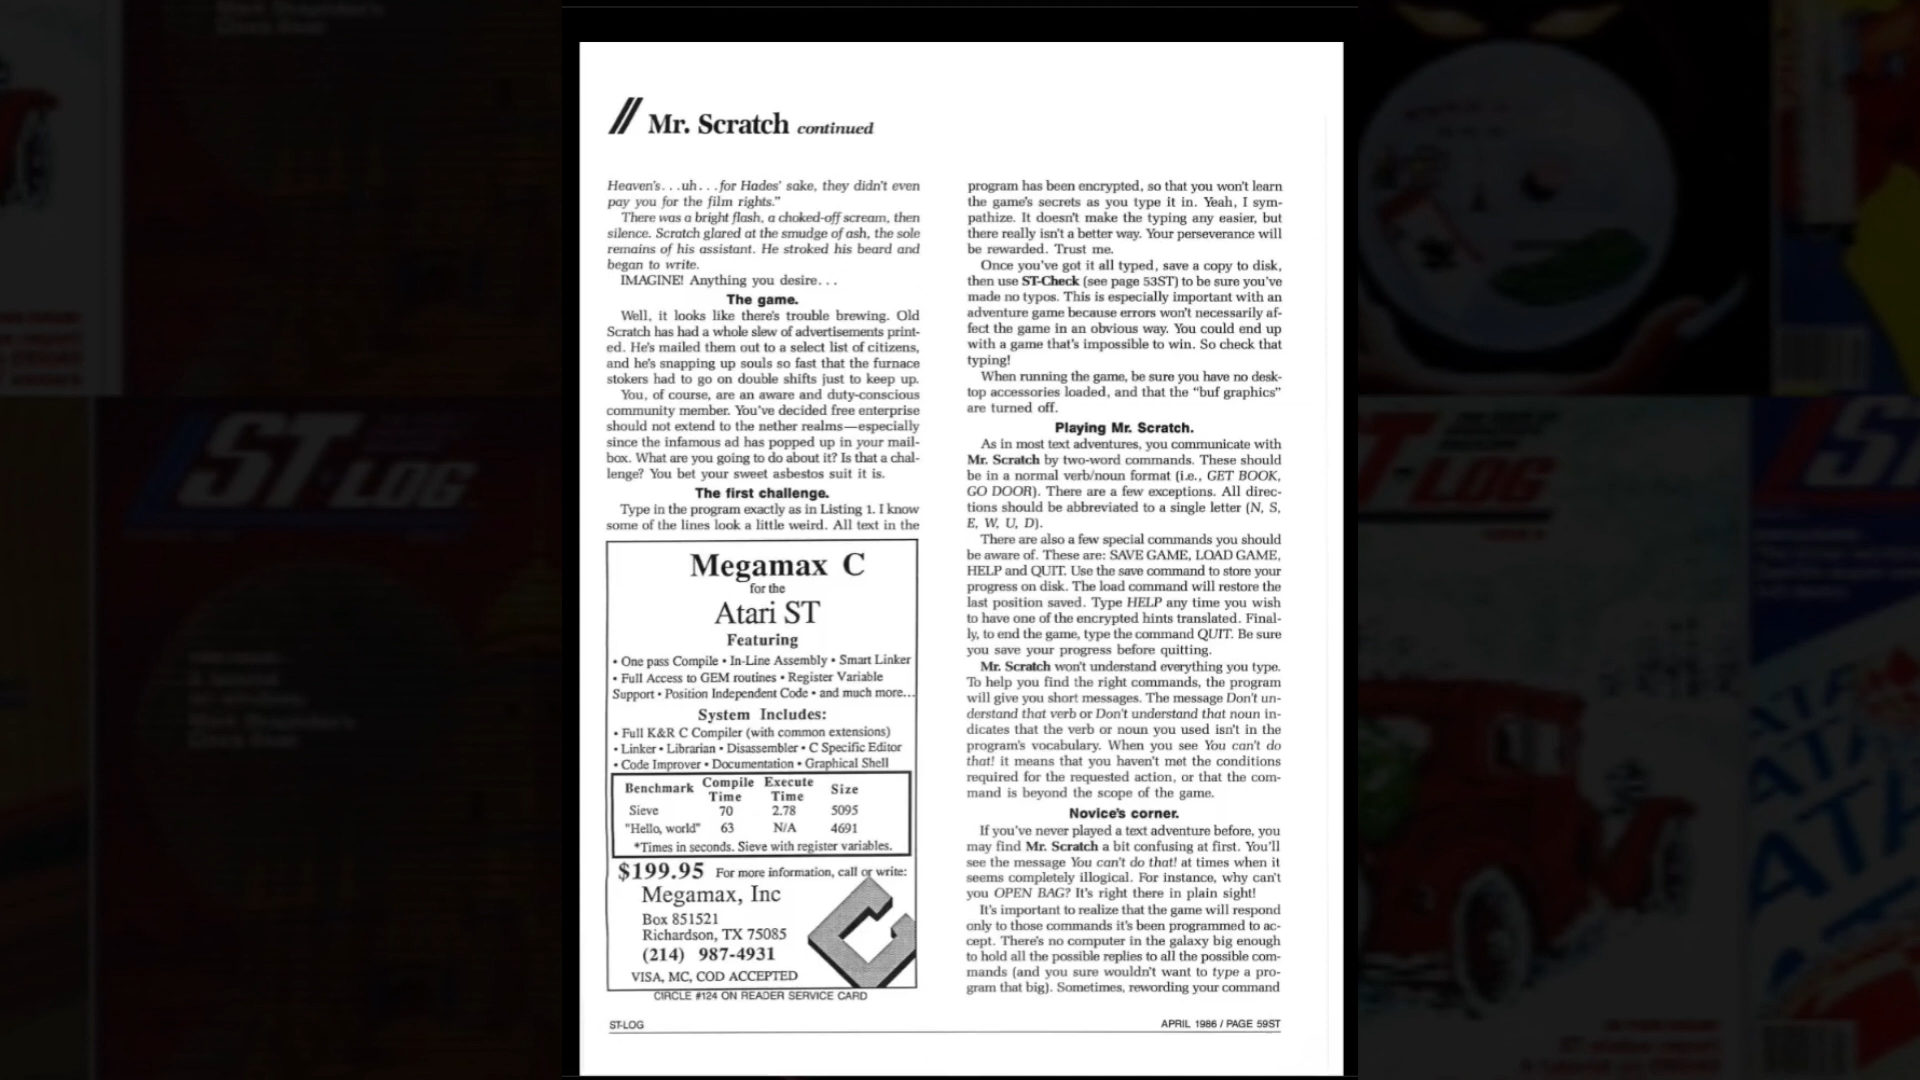 Mr. Scratch continued
Heaven's. . .uh. . .for Hades' sake, they didn't even
pay you for the film rights."
There was a bright flash, a choked-off scream, then
silence. Scratch glared at the smudge of ash, the sole
remains of his assistant. He stroked his beard and
began to write.
IMAGINE! Anything you desire. . .
The game.
Well, it looks like there's trouble brewing. Old
Scratch has had a whole slew of advertisements print-
ed. He's mailed them out to a select list of citizens,
and he's snapping up souls so fast that the furnace
stokers had to go on double shifts just to keep up.
You, of course, are an aware and duty-conscious
community member. You've decided free enterprise
should not extend to the nether realms—especially
since the infamous ad has popped up in your mail-
box. What are you going to do about it? Is that a chal-
lenge? You bet your sweet asbestos suit it is.
The first challenge.
Type in the program exactly as in Listing 1. I know
some of the lines look a little weird. All text in the
Megamax C
for the
Atari ST
Featuring
• One pass Compile • In-Line Assembly • Smart Linker
• Full Access to GEM routines • Register Variable
Support • Position Independent Code • and much more...
System Includes:
• Full K&R C Compiler (with common extensions)
• Linker • Librarian • Disassembler • C Specific Editor
• Code Improver • Documentation • Graphical Shell
Benchmark Compile Time Execute Time Size
Sieve 70 2.78 5095
"Hello, world" 63 N/A 4691
*Times in seconds. Sieve with register variables.
$199.95 For more information, call or write:
Megamax, Inc
Box 851521
Richardson, TX 75085
(214) 987-4931
VISA, MC, COD ACCEPTED
CIRCLE #124 ON READER SERVICE CARD
program has been encrypted, so that you won't learn
the game's secrets as you type it in. Yeah, I sym-
pathize. It doesn't make the typing any easier, but
there really isn't a better way. Your perseverance will
be rewarded. Trust me.
Once you've got it all typed, save a copy to disk,
then use ST-Check (see page 53ST) to be sure you've
made no typos. This is especially important with an
adventure game because errors won't necessarily af-
fect the game in an obvious way. You could end up
with a game that's impossible to win. So check that
typing!
When running the game, be sure you have no desk-
top accessories loaded, and that the "buf graphics"
are turned off.
Playing Mr. Scratch.
As in most text adventures, you communicate with
Mr. Scratch by two-word commands. These should
be in a normal verb/noun format (i.e., GET BOOK,
GO DOOR). There are a few exceptions. All direc-
tions should be abbreviated to a single letter (N, S,
E, W, U, D).
There are also a few special commands you should
be aware of. These are: SAVE GAME, LOAD GAME,
HELP and QUIT. Use the save command to store your
progress on disk. The load command will restore the
last position saved. Type HELP any time you wish
to have one of the encrypted hints translated. Final-
ly, to end the game, type the command QUIT. Be sure
you save your progress before quitting.
Mr. Scratch won't understand everything you type.
To help you find the right commands, the program
will give you short messages. The message Don't un-
derstand that verb or Don't understand that noun in-
dicates that the verb or noun you used isn't in the
program's vocabulary. When you see You can't do
that! it means that you haven't met the conditions
required for the requested action, or that the com-
mand is beyond the scope of the game.
Novice's corner.
If you've never played a text adventure before, you
may find Mr. Scratch a bit confusing at first. You'll
see the message You can't do that! at times when it
seems completely illogical. For instance, why can't
you OPEN BAG? It's right there in plain sight!
It's important to realize that the game will respond
only to those commands it's been programmed to ac-
cept. There's no computer in the galaxy big enough
to hold all the possible replies to all the possible com-
mands (and you sure wouldn't want to type a pro-
gram that big). Sometimes, rewording your command
ST-LOG
APRIL 1986 / PAGE 59ST
ST-LOG
T-LOG
ST
ATARI